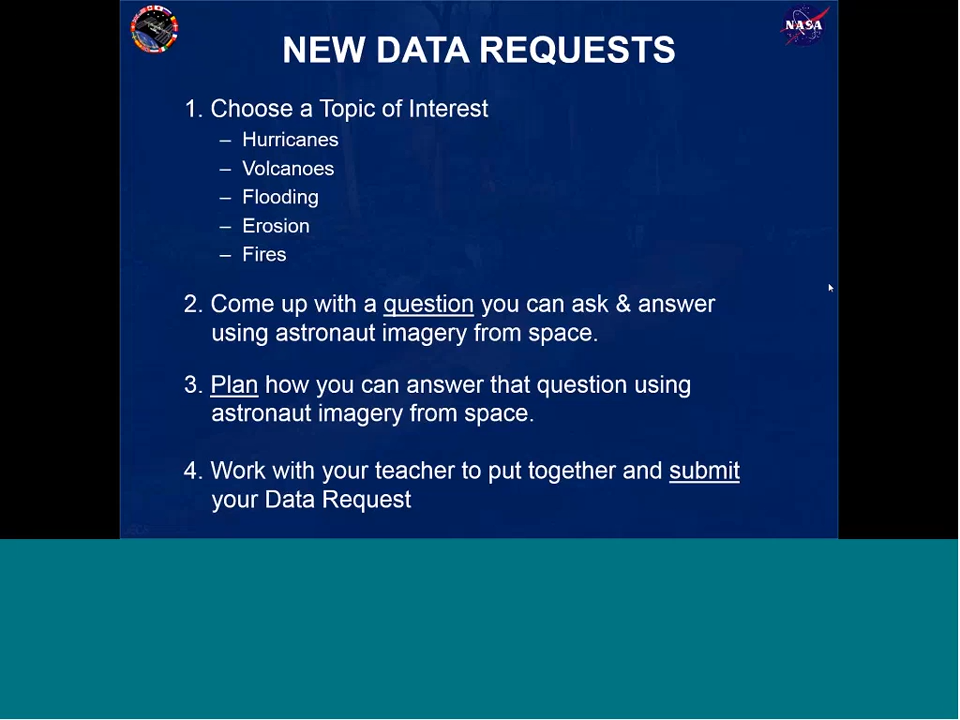 NASA
NEW DATA REQUESTS
1. Choose a Topic of Interest
– Hurricanes
– Volcanoes
– Flooding
– Erosion
– Fires
2. Come up with a question you can ask & answer
using astronaut imagery from space.
3. Plan how you can answer that question using
astronaut imagery from space.
4. Work with your teacher to put together and submit
your Data Request